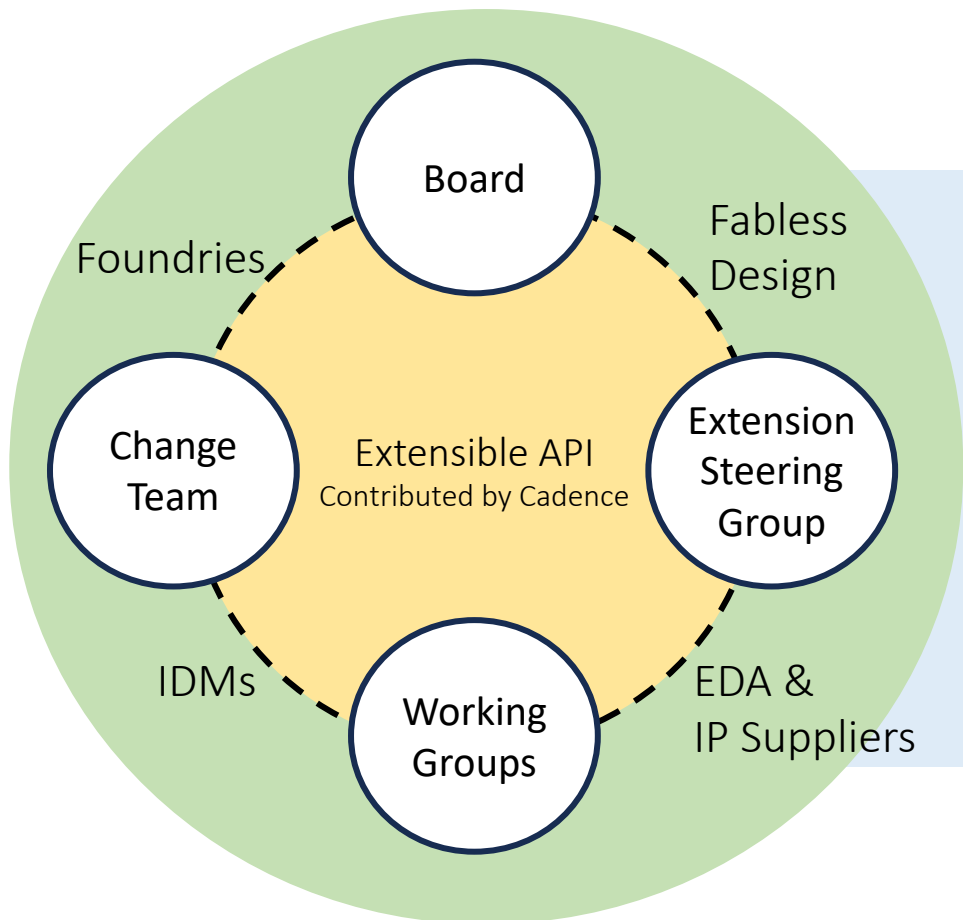 Board
Foundries
Fabless
Design
Change
Team
Extensible API
Contributed by Cadence
Extension
Steering
Group
IDMs
Working
Groups
EDA &
IP Suppliers